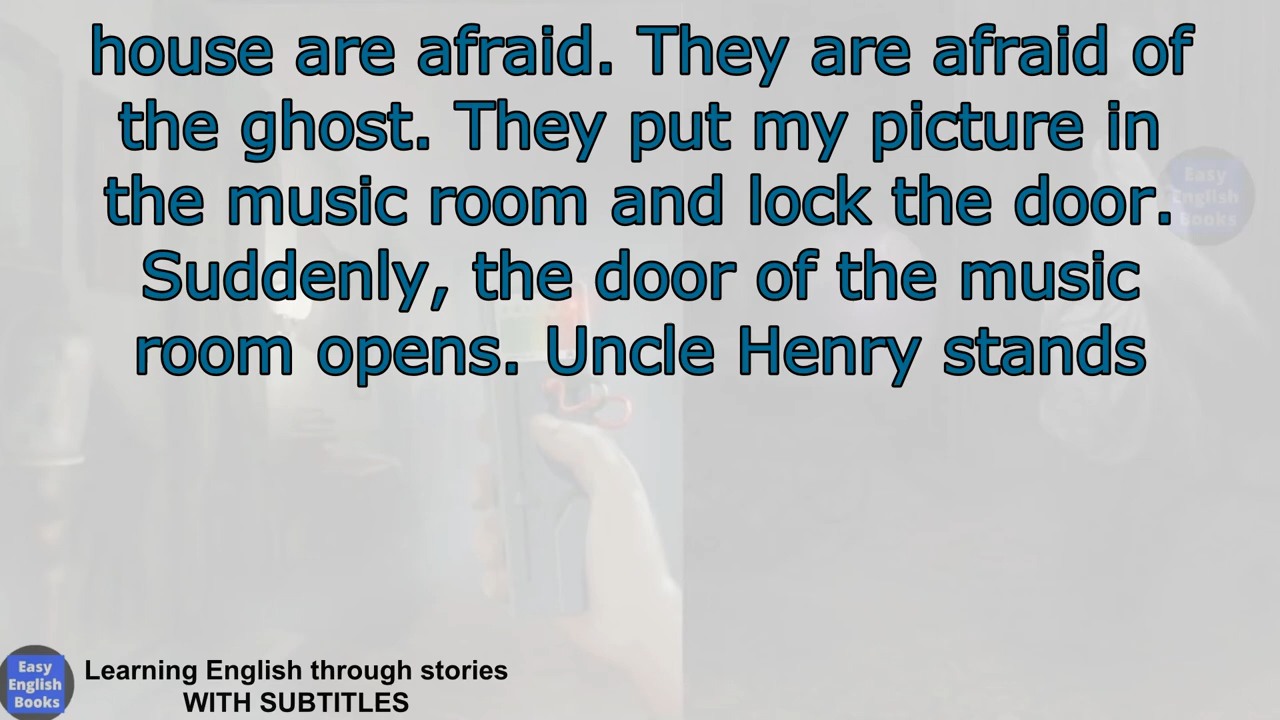 house are afraid. They are afraid of
the ghost. They put my picture in
the music room and lock the door.
Suddenly, the door of the music
room opens. Uncle Henry stands
Easy
English
Books
Easy
English
Books
Learning English through stories
WITH SUBTITLES